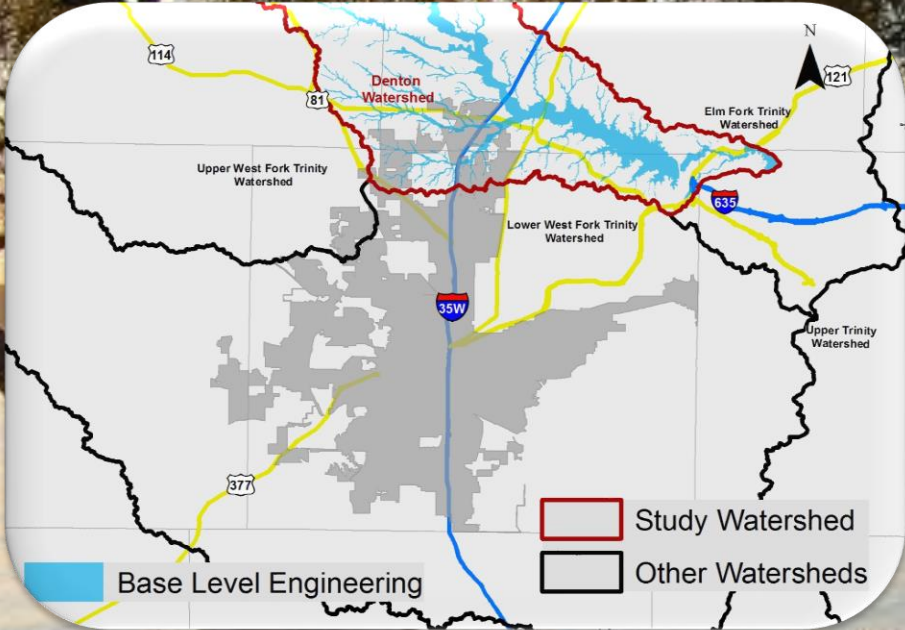 N
114
121
81
Denton
Watershed
Elm Fork Trinity
Watershed
Upper West Fork Trinity
Watershed
635
Lower West Fork Trinity
Watershed
35W
Upper Trinity
Watershed
377
Study Watershed
Other Watersheds
Base Level Engineering